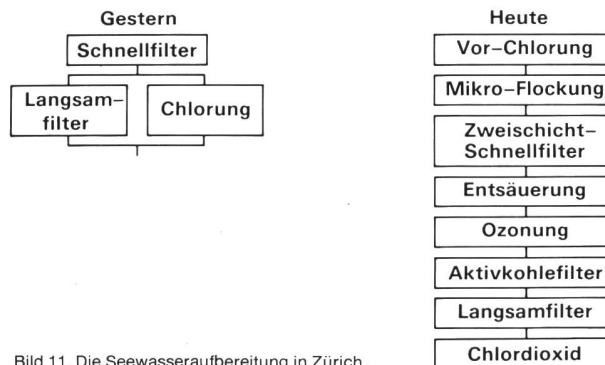 Gestern
Schnellfilter
Langsam–
filter
Chlorung
Heute
Vor–Chlorung
Mikro–Flockung
Zweischicht–
Schnellfilter
Entsäuerung
Ozonung
Aktivkohlefilter
Langsamfilter
Chlordioxid
Bild 11. Die Seewasseraufbereitung in Zürich